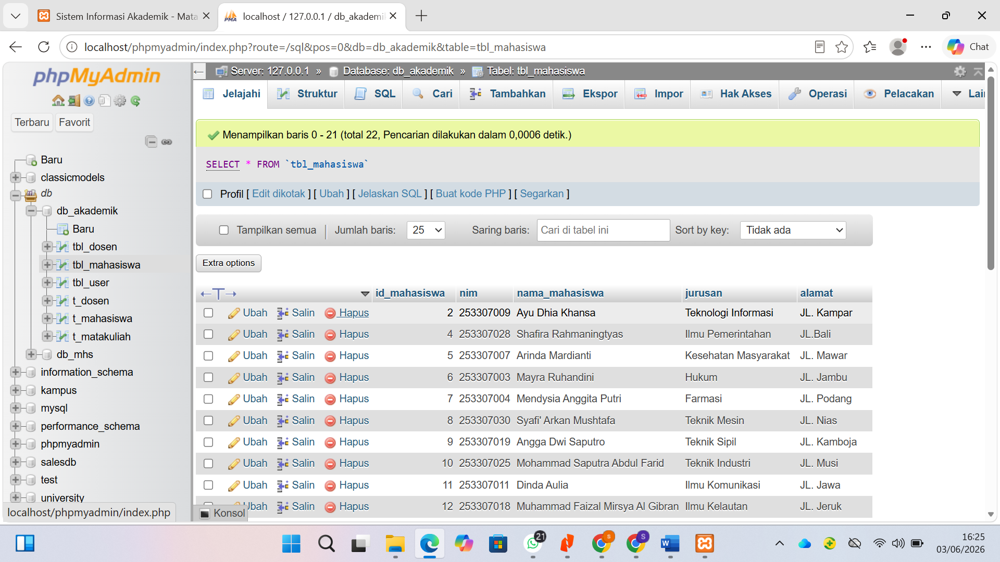 Sistem Informasi Akademik - Mata
localhost / 127.0.0.1 / db_akademi
localhost/phpmyadmin/index.php?route=/sql&pos=0&db=db_akademik&table=tbl_mahasiswa
Chat
phpMyAdmin
Terbaru
Favorit
Baru
classicmodels
db
db_akademik
Baru
tbl_dosen
tbl_mahasiswa
tbl_user
t_dosen
t_mahasiswa
t_matakuliah
db_mhs
information_schema
kampus
mysql
performance_schema
phpmyadmin
salesdb
test
university
localhost/phpmyadmin/index.php
Server: 127.0.0.1 » Database: db_akademik » Tabel: tbl_mahasiswa
Jelajahi Struktur SQL Cari Tambahkan Ekspor Impor Hak Akses Operasi Pelacakan Lai
Menampilkan baris 0 - 21 (total 22, Pencarian dilakukan dalam 0,0006 detik.)
SELECT * FROM `tbl_mahasiswa`
Profil [ Edit dikotak ] [ Ubah ] [ Jelaskan SQL ] [ Buat kode PHP ] [ Segarkan ]
Tampilkan semua | Jumlah baris: 25 Saring baris: Cari di tabel ini Sort by key: Tidak ada
Extra options
←T→ id_mahasiswa nim nama_mahasiswa jurusan alamat
Ubah Salin Hapus 2 253307009 Ayu Dhia Khansa Teknologi Informasi JL. Kampar
Ubah Salin Hapus 4 253307028 Shafira Rahmaningtyas Ilmu Pemerintahan JL.Bali
Ubah Salin Hapus 5 253307007 Arinda Mardianti Kesehatan Masyarakat JL. Mawar
Ubah Salin Hapus 6 253307003 Mayra Ruhandini Hukum JL. Jambu
Ubah Salin Hapus 7 253307004 Mendysia Anggita Putri Farmasi JL. Podang
Ubah Salin Hapus 8 253307030 Syafi' Arkan Mushtafa Teknik Mesin JL. Nias
Ubah Salin Hapus 9 253307019 Angga Dwi Saputro Teknik Sipil JL. Kamboja
Ubah Salin Hapus 10 253307025 Mohammad Saputra Abdul Farid Teknik Industri JL. Musi
Ubah Salin Hapus 11 253307011 Dinda Aulia Ilmu Komunikasi JL. Jawa
Ubah Salin Hapus 12 253307018 Muhammad Faizal Mirsya Al Gibran Ilmu Kelautan JL. Jeruk
Konsol
21
S
S
16:25
03/06/2026